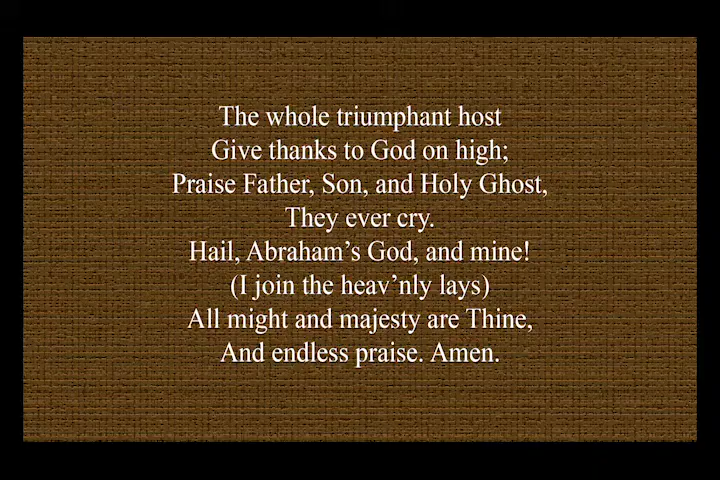 The whole triumphant host
Give thanks to God on high;
Praise Father, Son, and Holy Ghost,
They ever cry.
Hail, Abraham’s God, and mine!
(I join the heav’nly lays)
All might and majesty are Thine,
And endless praise. Amen.